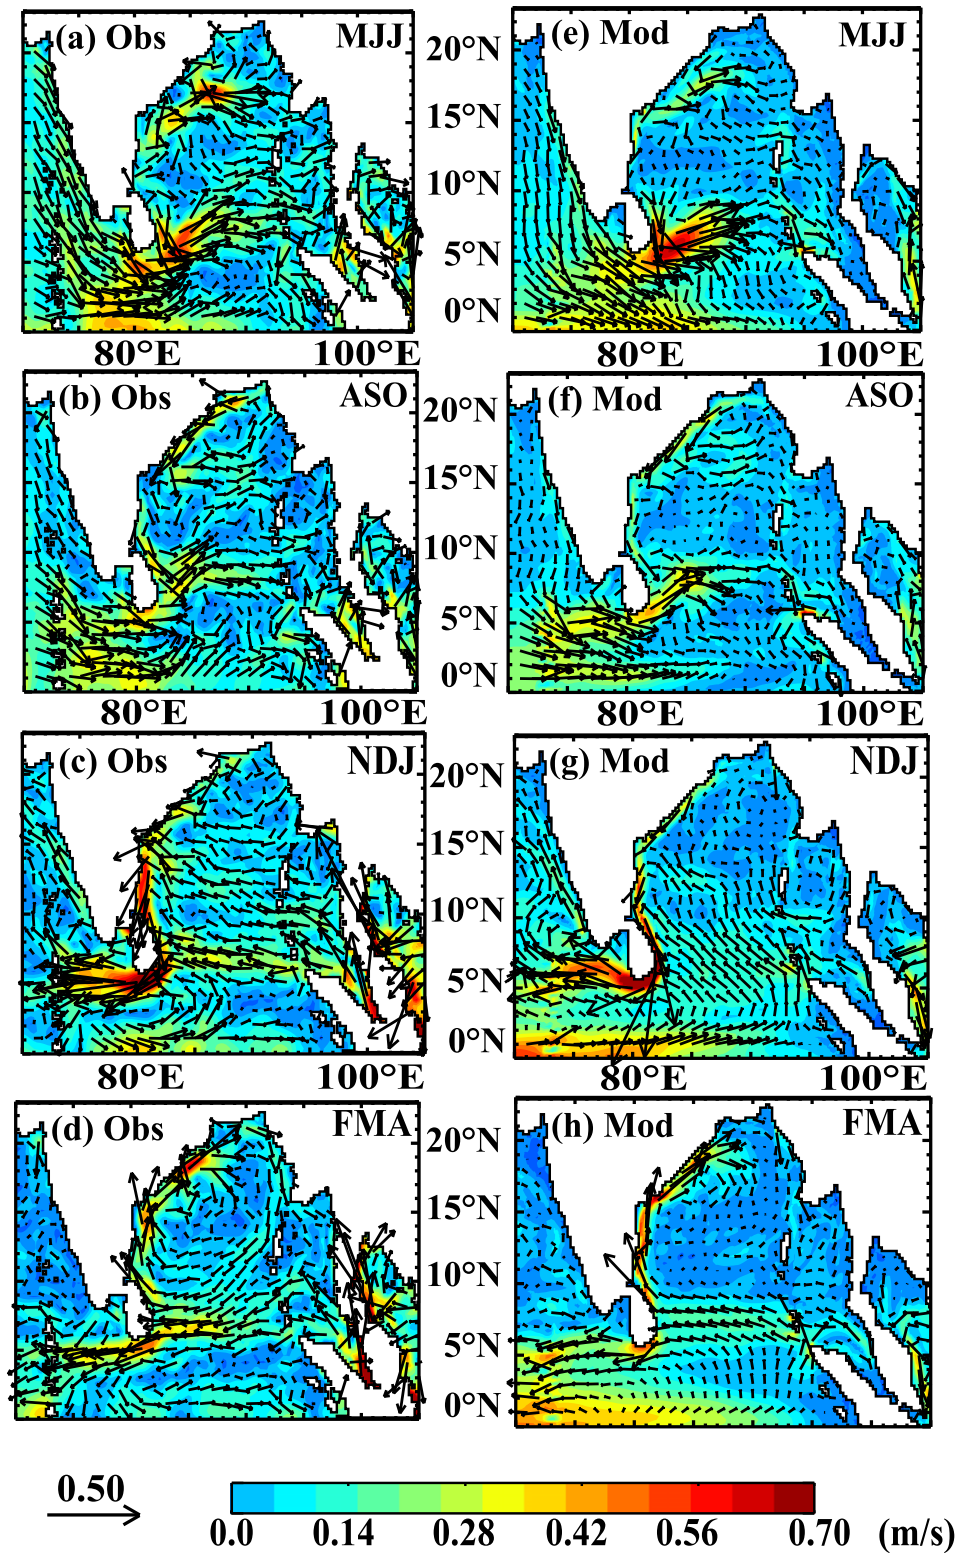 (a) Obs MJJ
(e) Mod MJJ
20°N
15°N
10°N
5°N
0°N
80°E 100°E
80°E 100°E
(b) Obs ASO
(f) Mod ASO
20°N
15°N
10°N
5°N
0°N
80°E 100°E
80°E 100°E
(c) Obs NDJ
(g) Mod NDJ
20°N
15°N
10°N
5°N
0°N
80°E 100°E
80°E 100°E
(d) Obs FMA
(h) Mod FMA
20°N
15°N
10°N
5°N
0°N
0.50
0.0 0.14 0.28 0.42 0.56 0.70 (m/s)